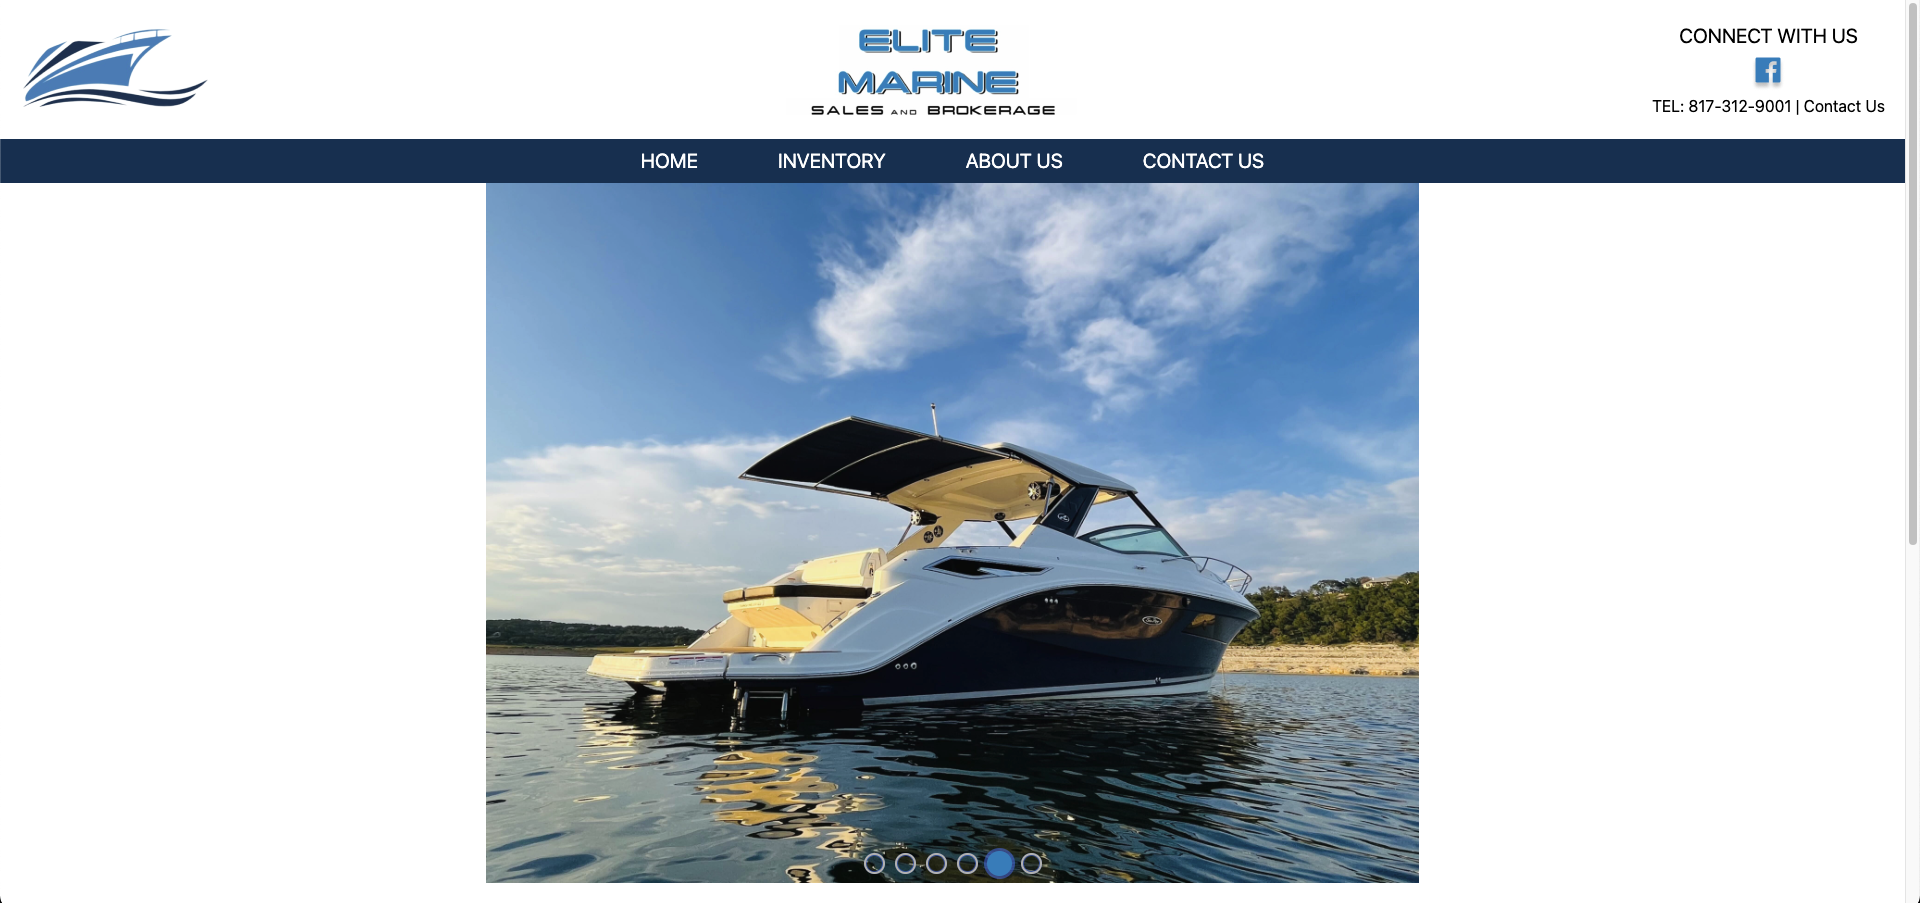 ELITE
MARINE
SALES AND BROKERAGE
CONNECT WITH US
TEL: 817-312-9001 | Contact Us
HOME INVENTORY ABOUT US CONTACT US